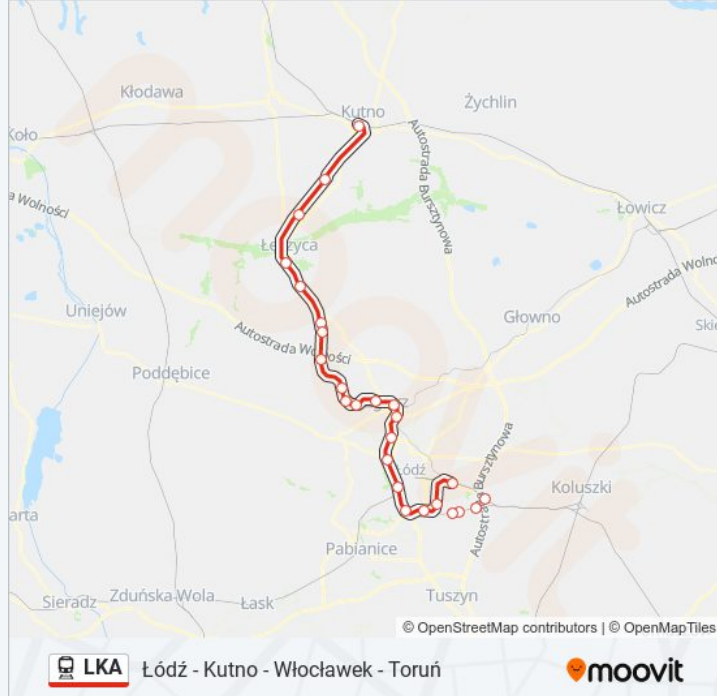 Kłodawa
Żychlin
Kutno
Koło
Autostrada Bursztynowa
Wolności
Łowicz
Łęczyca
Autostrada Wolnoś
Uniejów
Głowno
Skie
Autostrada Wolności
Poddębice
Łódź
Autostrada Bursztynowa
Koluszki
arta
Pabianice
Zduńska Wola
Sieradz
Łask
Tuszyn
© OpenStreetMap contributors | © OpenMapTiles
LKA Łódź - Kutno - Włocławek - Toruń
moovit